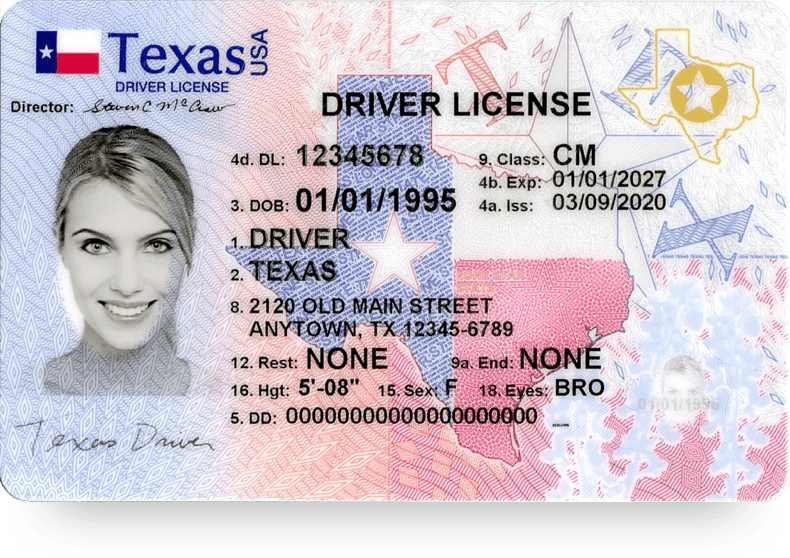 Texas USA
DRIVER LICENSE
Director: Steven C McCraw
DRIVER LICENSE
4d. DL: 12345678 9. Class: CM
4b. Exp: 01/01/2027
3. DOB: 01/01/1995 4a. Iss: 03/09/2020
1. DRIVER
2. TEXAS
8. 2120 OLD MAIN STREET
ANYTOWN, TX 12345-6789
12. Rest: NONE 9a. End: NONE
16. Hgt: 5'-08" 15. Sex: F 18. Eyes: BRO
5. DD: 00000000000000000000
Texas Driver
01/01/1995
T
X